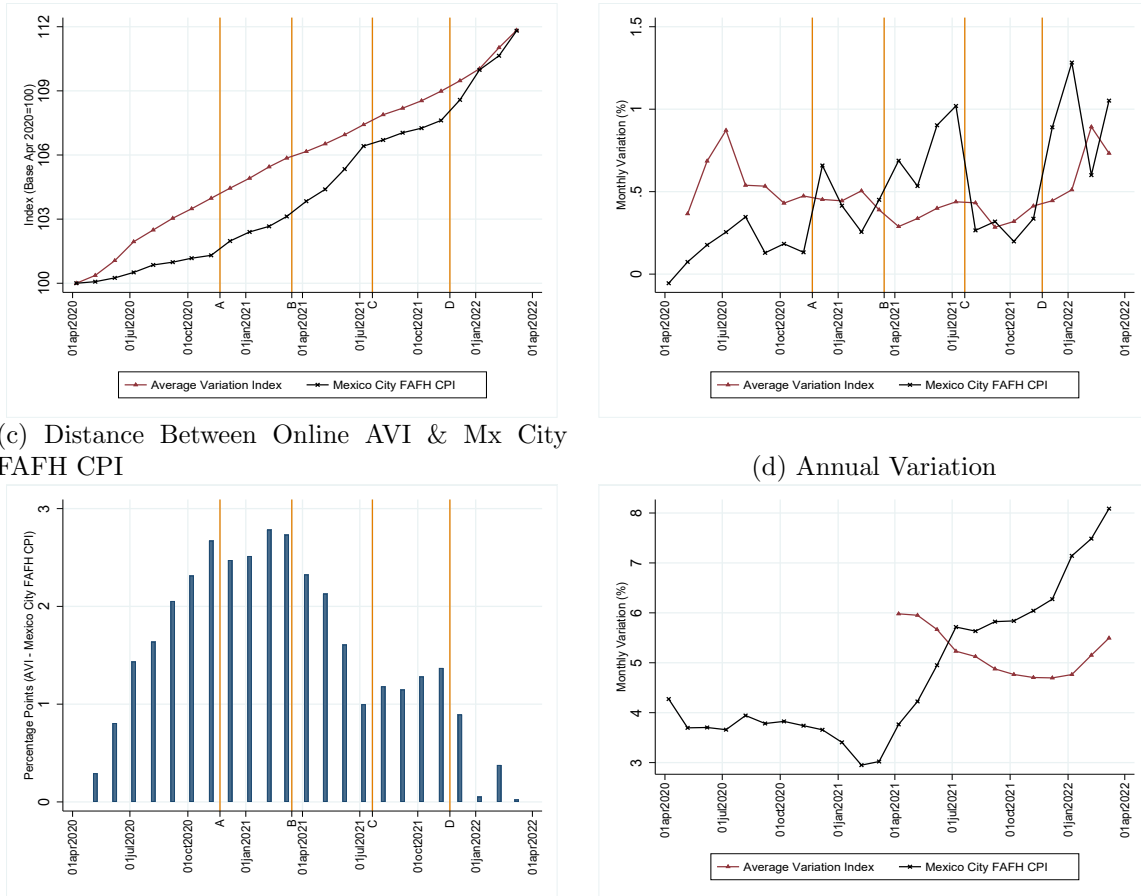 Index (Base Apr 2020=100)
112
109
106
103
100
01apr2020
01jul2020
01oct2020
A
01jan2021
B
01apr2021
01jul2021
C
01oct2021
D
01jan2022
01apr2022
Average Variation Index
Mexico City FAFH CPI
Monthly Variation (%)
1.5
1
.5
0
01apr2020
01jul2020
01oct2020
A
01jan2021
B
01apr2021
01jul2021
C
01oct2021
D
01jan2022
01apr2022
Average Variation Index
Mexico City FAFH CPI
(c) Distance Between Online AVI & Mx City
FAFH CPI
Percentage Points (AVI - Mexico City FAFH CPI)
3
2
1
0
01apr2020
01jul2020
01oct2020
A
01jan2021
B
01apr2021
01jul2021
C
01oct2021
D
01jan2022
01apr2022
(d) Annual Variation
Monthly Variation (%)
8
7
6
5
4
3
01apr2020
01jul2020
01oct2020
01jan2021
01apr2021
01jul2021
01oct2021
01jan2022
01apr2022
Average Variation Index
Mexico City FAFH CPI